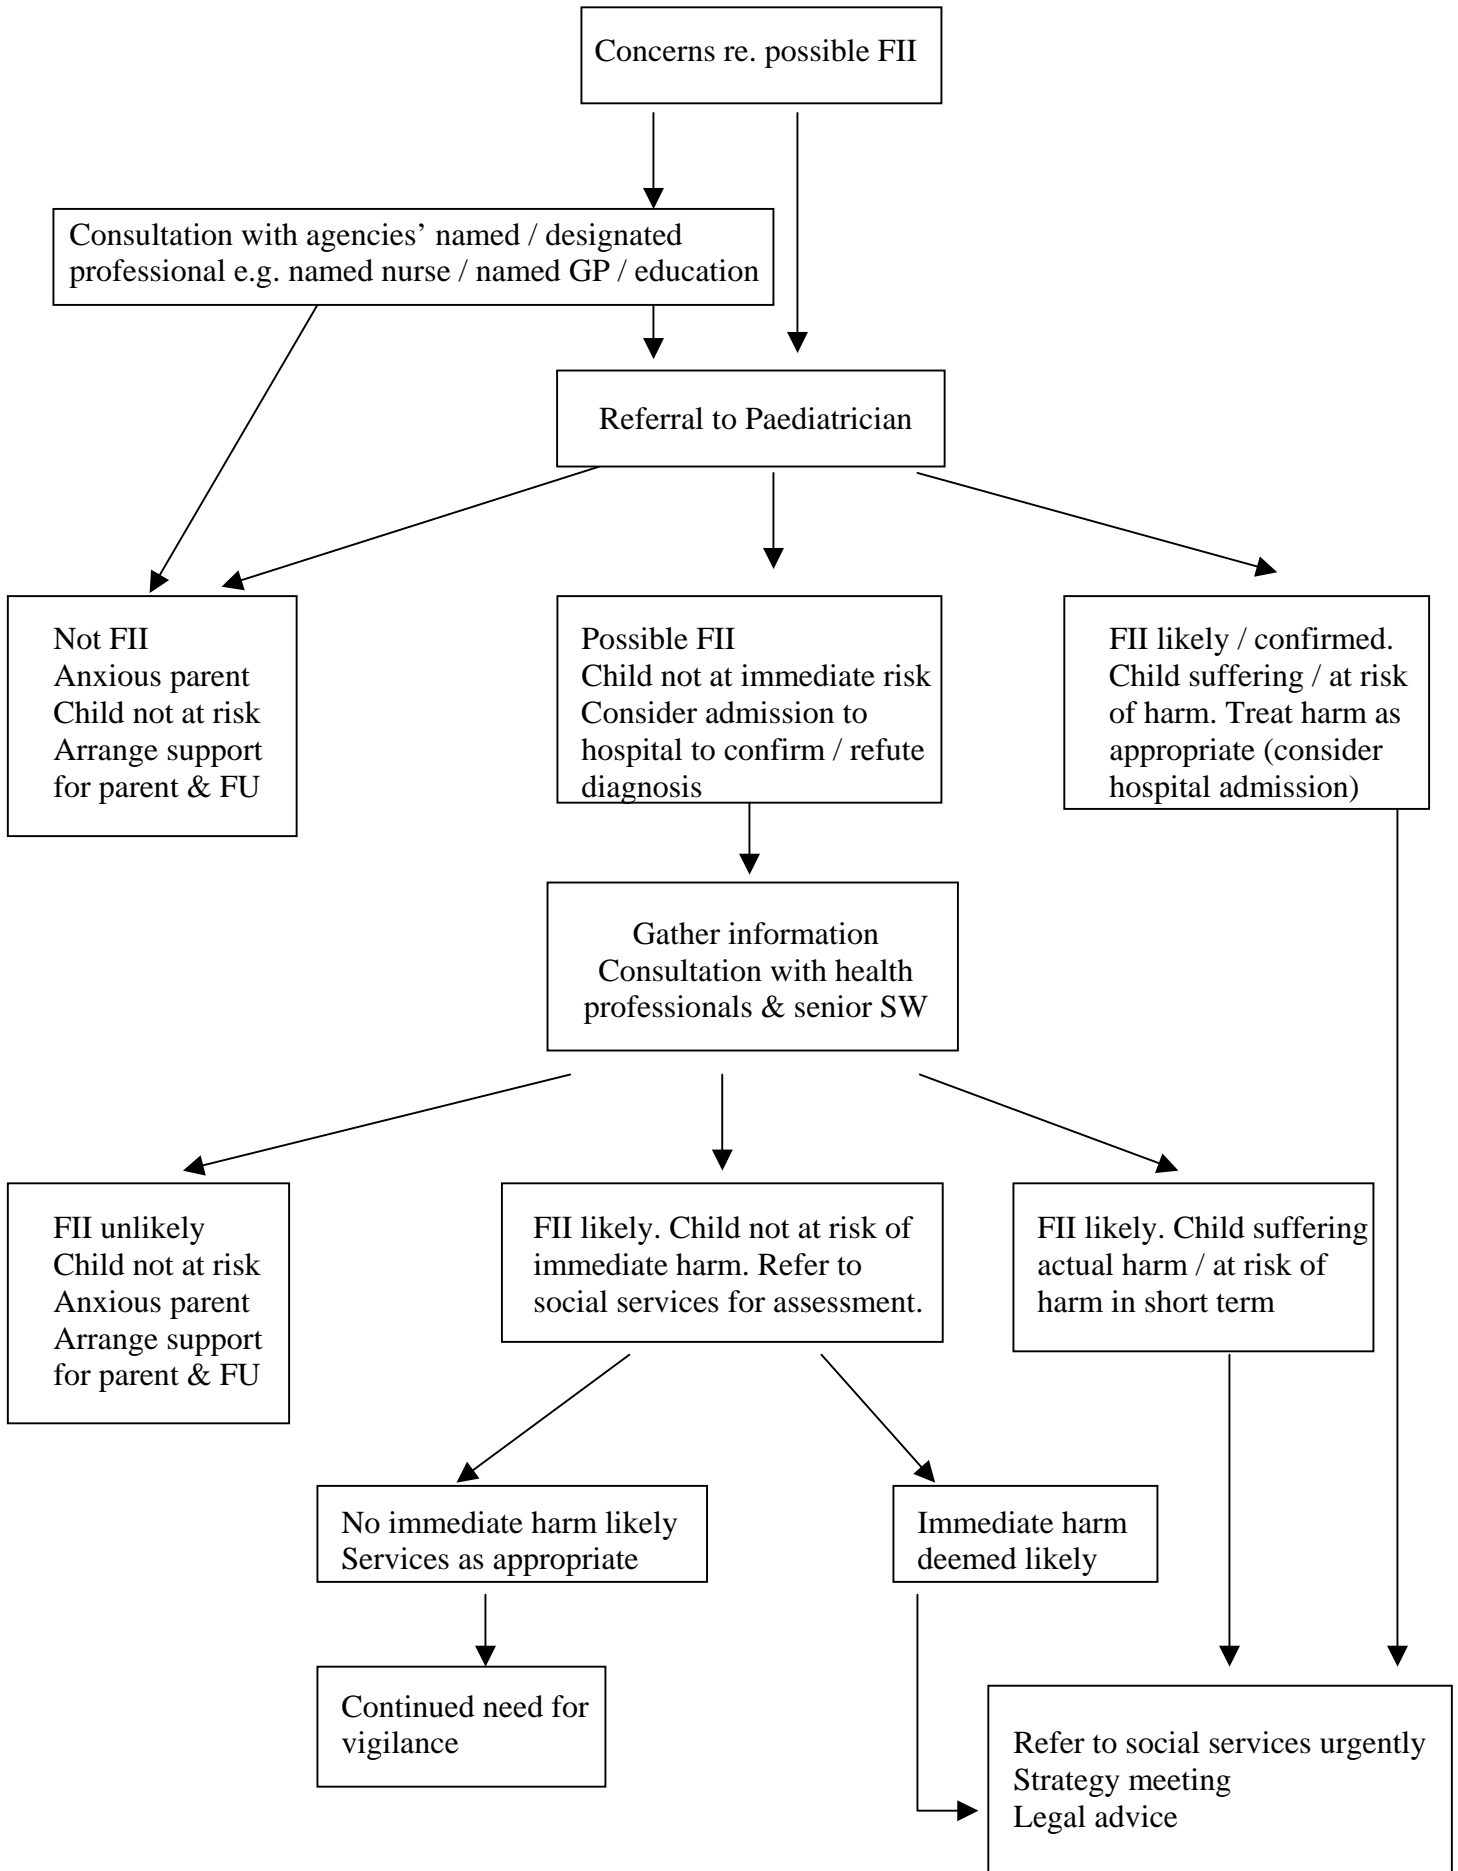 Concerns re. possible FII
Consultation with agencies’ named / designated
professional e.g. named nurse / named GP / education
Referral to Paediatrician
Not FII
Anxious parent
Child not at risk
Arrange support
for parent & FU
Possible FII
Child not at immediate risk
Consider admission to
hospital to confirm / refute
diagnosis
FII likely / confirmed.
Child suffering / at risk
of harm. Treat harm as
appropriate (consider
hospital admission)
Gather information
Consultation with health
professionals & senior SW
FII unlikely
Child not at risk
Anxious parent
Arrange support
for parent & FU
FII likely. Child not at risk of
immediate harm. Refer to
social services for assessment.
FII likely. Child suffering
actual harm / at risk of
harm in short term
No immediate harm likely
Services as appropriate
Immediate harm
deemed likely
Continued need for
vigilance
Refer to social services urgently
Strategy meeting
Legal advice